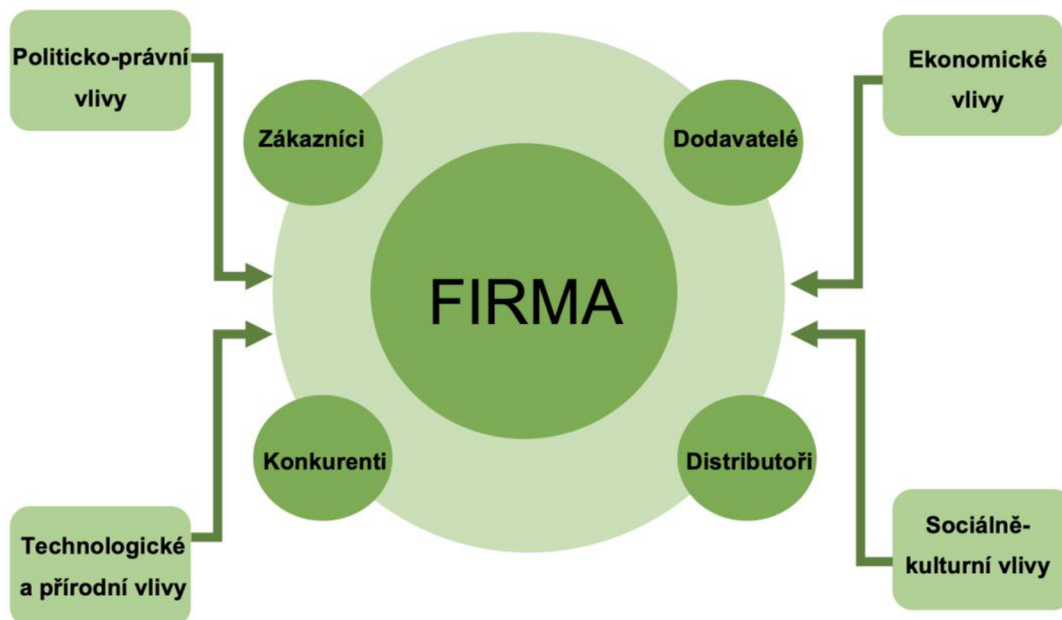 Politicko-právní
vlivy
Ekonomické
vlivy
Zákazníci
Dodavatelé
FIRMA
Konkurenti
Distributoři
Technologické
a přírodní vlivy
Sociálně-
kulturní vlivy